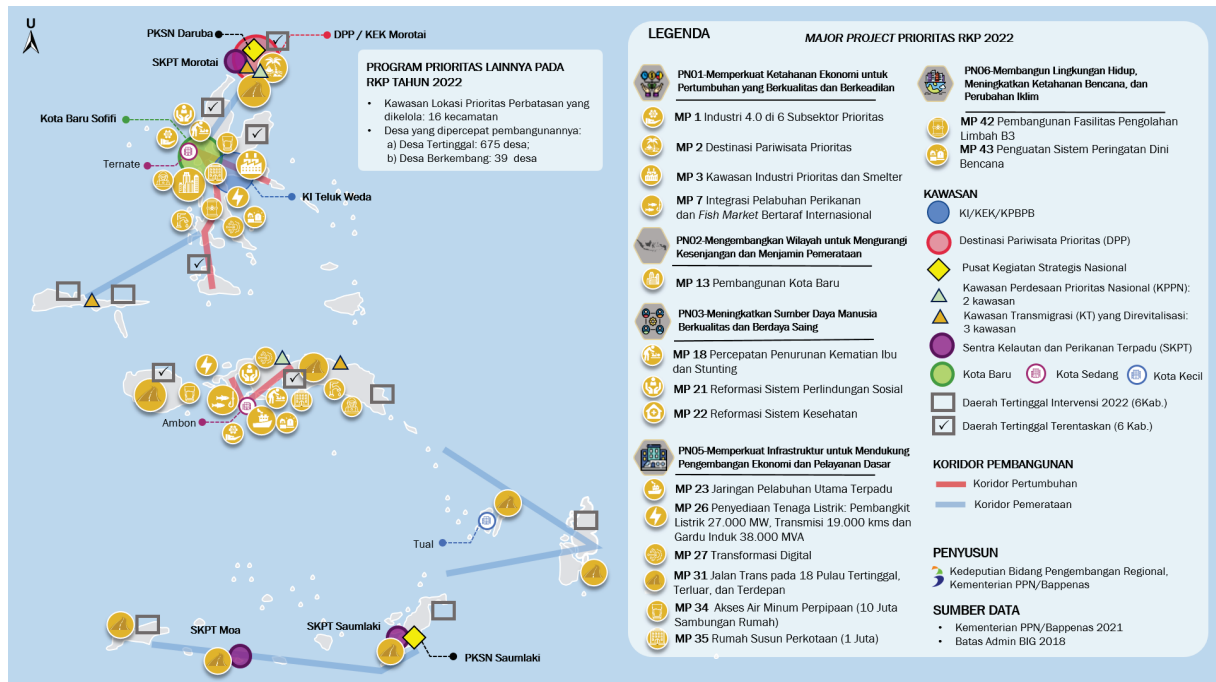 U
PKSN Daruba
DPP / KEK Morotai
SKPT Morotai
PROGRAM PRIORITAS LAINNYA PADA
RKP TAHUN 2022
• Kawasan Lokasi Prioritas Perbatasan yang
dikelola: 16 kecamatan
• Desa yang dipercepat pembangunannya:
a) Desa Tertinggal: 675 desa;
b) Desa Berkembang: 39 desa
Kota Baru Sofifi
Ternate
KI Teluk Weda
Ambon
Tual
SKPT Moa
SKPT Saumlaki
PKSN Saumlaki
LEGENDA
MAJOR PROJECT PRIORITAS RKP 2022
PN01-Memperkuat Ketahanan Ekonomi untuk
Pertumbuhan yang Berkualitas dan Berkeadilan
MP 1 Industri 4.0 di 6 Subsektor Prioritas
MP 2 Destinasi Pariwisata Prioritas
MP 3 Kawasan Industri Prioritas dan Smelter
MP 7 Integrasi Pelabuhan Perikanan
dan Fish Market Bertaraf Internasional
PN02-Mengembangkan Wilayah untuk Mengurangi
Kesenjangan dan Menjamin Pemerataan
MP 13 Pembangunan Kota Baru
PN03-Meningkatkan Sumber Daya Manusia
Berkualitas dan Berdaya Saing
MP 18 Percepatan Penurunan Kematian Ibu
dan Stunting
MP 21 Reformasi Sistem Perlindungan Sosial
MP 22 Reformasi Sistem Kesehatan
PN05-Memperkuat Infrastruktur untuk Mendukung
Pengembangan Ekonomi dan Pelayanan Dasar
MP 23 Jaringan Pelabuhan Utama Terpadu
MP 26 Penyediaan Tenaga Listrik: Pembangkit
Listrik 27.000 MW, Transmisi 19.000 kms dan
Gardu Induk 38.000 MVA
MP 27 Transformasi Digital
MP 31 Jalan Trans pada 18 Pulau Tertinggal,
Terluar, dan Terdepan
MP 34 Akses Air Minum Perpipaan (10 Juta
Sambungan Rumah)
MP 35 Rumah Susun Perkotaan (1 Juta)
PN06-Membangun Lingkungan Hidup,
Meningkatkan Ketahanan Bencana, dan
Perubahan Iklim
MP 42 Pembangunan Fasilitas Pengolahan
Limbah B3
MP 43 Penguatan Sistem Peringatan Dini
Bencana
KAWASAN
KI/KEK/KPBPB
Destinasi Pariwisata Prioritas (DPP)
Pusat Kegiatan Strategis Nasional
Kawasan Perdesaan Prioritas Nasional (KPPN):
2 kawasan
Kawasan Transmigrasi (KT) yang Direvitalisasi:
3 kawasan
Sentra Kelautan dan Perikanan Terpadu (SKPT)
Kota Baru Kota Sedang Kota Kecil
Daerah Tertinggal Intervensi 2022 (6Kab.)
Daerah Tertinggal Terentaskan (6 Kab.)
KORIDOR PEMBANGUNAN
Koridor Pertumbuhan
Koridor Pemerataan
PENYUSUN
Kedeputian Bidang Pengembangan Regional,
Kementerian PPN/Bappenas
SUMBER DATA
• Kementerian PPN/Bappenas 2021
• Batas Admin BIG 2018